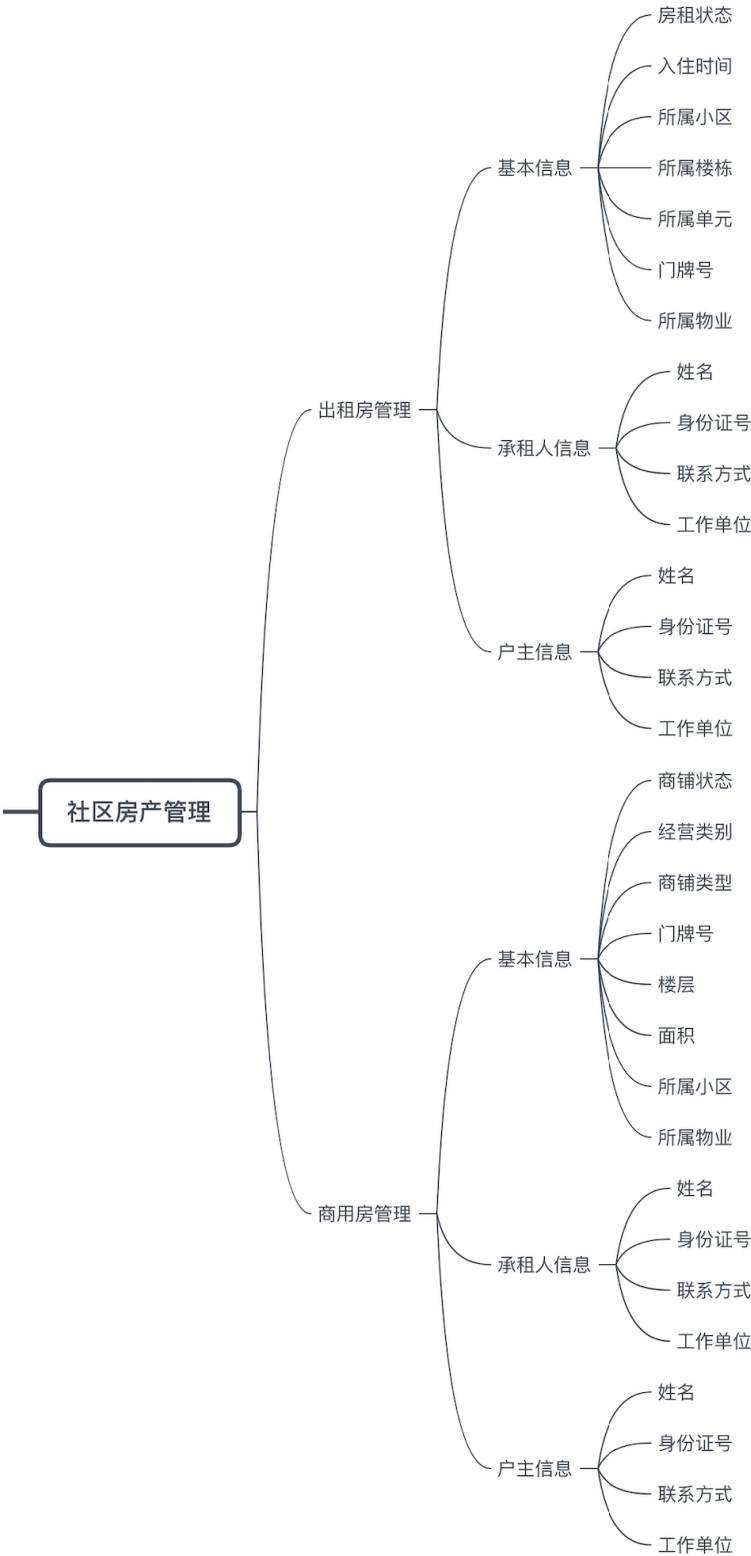 社区房产管理
出租房管理
基本信息
房租状态
入住时间
所属小区
所属楼栋
所属单元
门牌号
所属物业
承租人信息
姓名
身份证号
联系方式
工作单位
户主信息
姓名
身份证号
联系方式
工作单位
商用房管理
基本信息
商铺状态
经营类别
商铺类型
门牌号
楼层
面积
所属小区
所属物业
承租人信息
姓名
身份证号
联系方式
工作单位
户主信息
姓名
身份证号
联系方式
工作单位